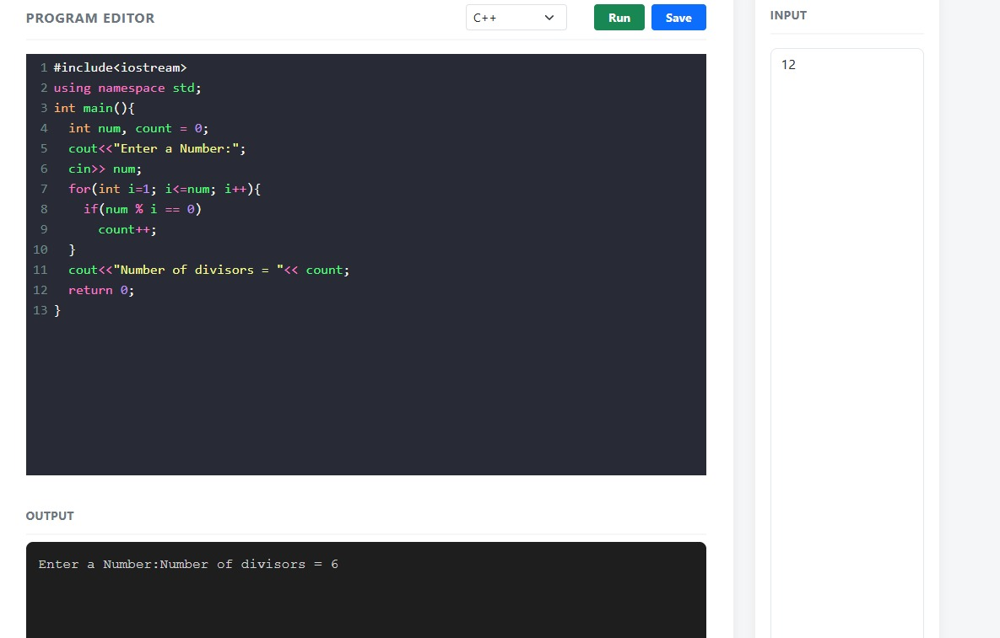 PROGRAM EDITOR
C++
Run
Save
1 #include<iostream>
2 using namespace std;
3 int main(){
4   int num, count = 0;
5   cout<<"Enter a Number:";
6   cin>> num;
7   for(int i=1; i<=num; i++){
8     if(num % i == 0)
9       count++;
10   }
11   cout<<"Number of divisors = "<< count;
12   return 0;
13 }
OUTPUT
Enter a Number:Number of divisors = 6
INPUT
12